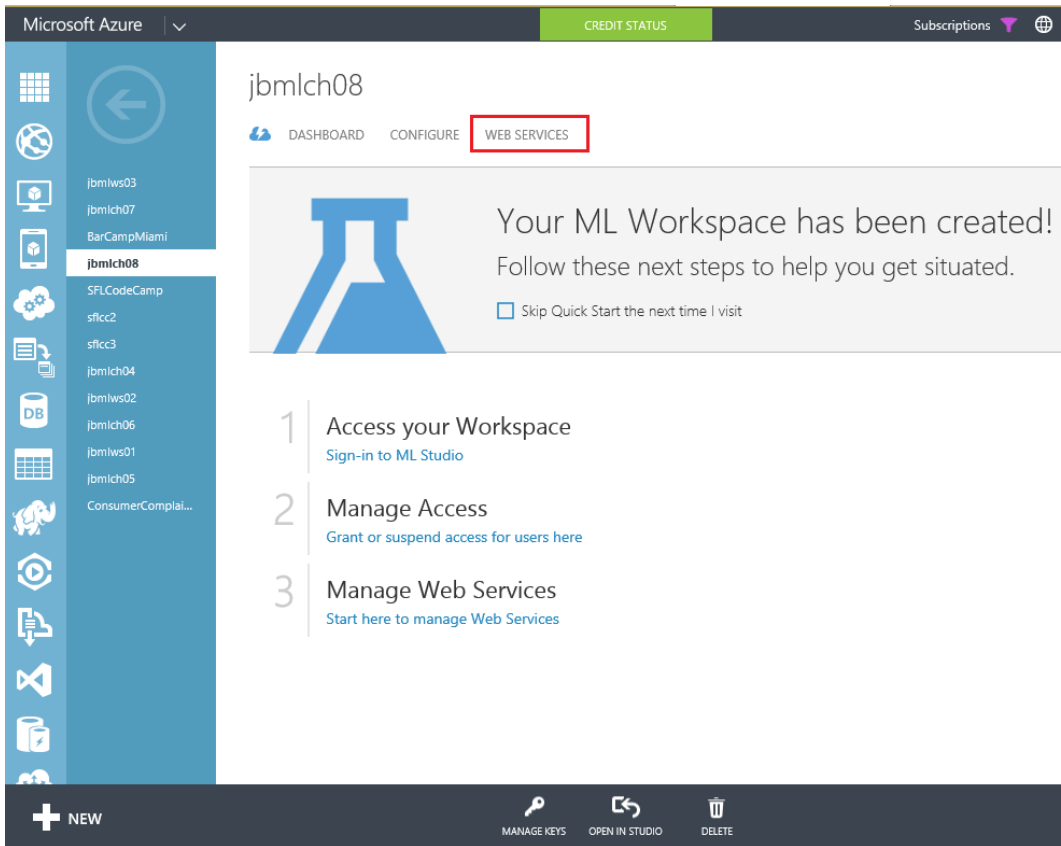 Microsoft Azure
CREDIT STATUS
Subscriptions
jbmlws03
jbmlch07
BarCampMiami
jbmlch08
SFLCodeCamp
sflcc2
sflcc3
jbmlch04
jbmlws02
jbmlch06
jbmlws01
jbmlch05
ConsumerComplai...
DB
jbmlch08
DASHBOARD CONFIGURE WEB SERVICES
Your ML Workspace has been created!
Follow these next steps to help you get situated.
Skip Quick Start the next time I visit
1 Access your Workspace
Sign-in to ML Studio
2 Manage Access
Grant or suspend access for users here
3 Manage Web Services
Start here to manage Web Services
NEW
MANAGE KEYS OPEN IN STUDIO DELETE